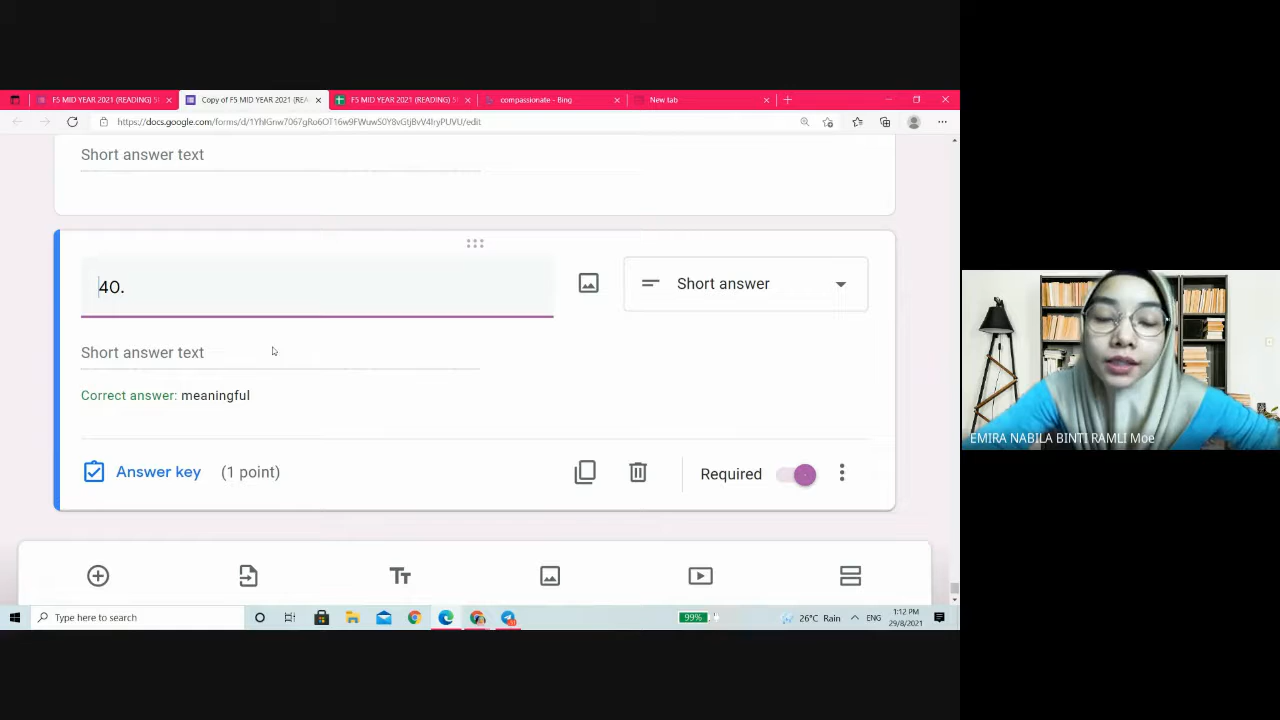 F5 MID YEAR 2021 (READING) 5
Copy of F5 MID YEAR 2021 (REA
F5 MID YEAR 2021 (READING) 5
compassionate - Bing
New tab
Short answer text
40.
Short answer
Short answer text
Correct answer: meaningful
Answer key (1 point)
Required
EMIRA NABILA BINTI RAMLI Moe
Type here to search
99%
26°C Rain
ENG
1:12 PM
29/8/2021